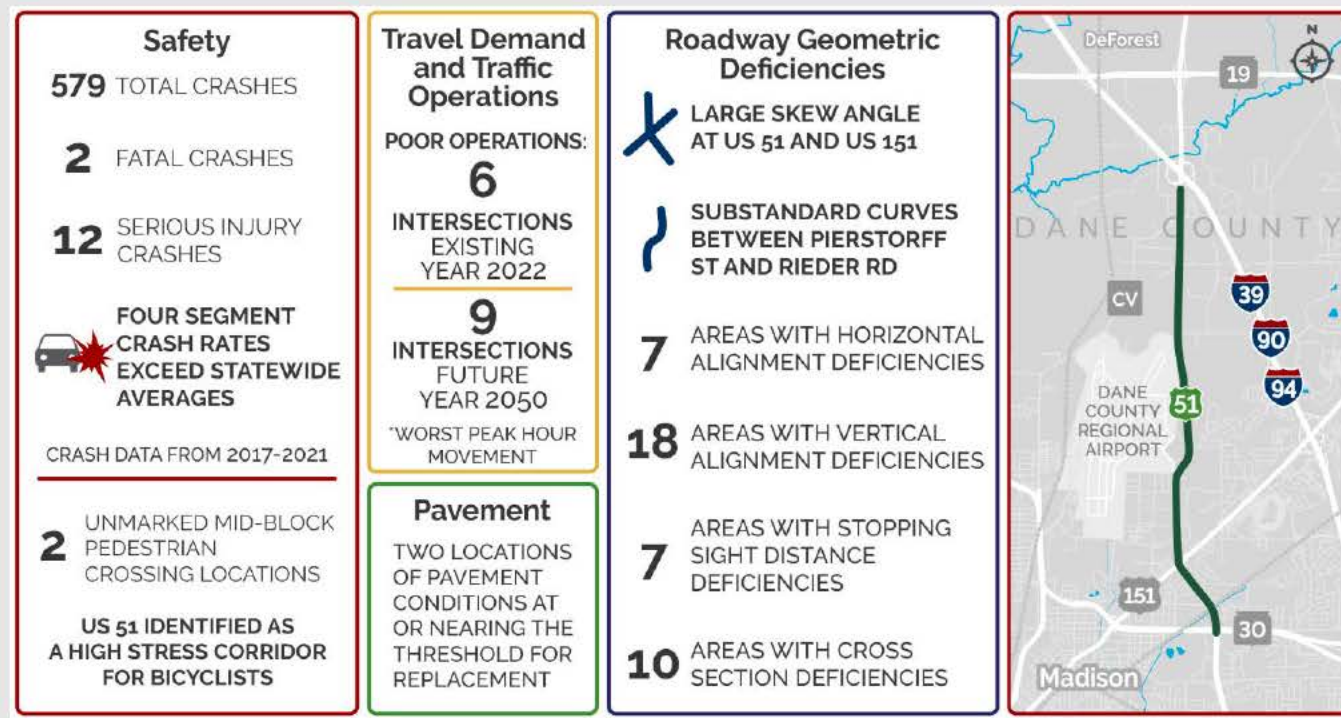 Safety
579 TOTAL CRASHES
2 FATAL CRASHES
12 SERIOUS INJURY
CRASHES
FOUR SEGMENT
CRASH RATES
EXCEED STATEWIDE
AVERAGES
CRASH DATA FROM 2017-2021
2 UNMARKED MID-BLOCK
PEDESTRIAN
CROSSING LOCATIONS
US 51 IDENTIFIED AS
A HIGH STRESS CORRIDOR
FOR BICYCLISTS
Travel Demand
and Traffic
Operations
POOR OPERATIONS:
6
INTERSECTIONS
EXISTING
YEAR 2022
9
INTERSECTIONS
FUTURE
YEAR 2050
*WORST PEAK HOUR
MOVEMENT
Pavement
TWO LOCATIONS
OF PAVEMENT
CONDITIONS AT
OR NEARING THE
THRESHOLD FOR
REPLACEMENT
Roadway Geometric
Deficiencies
LARGE SKEW ANGLE
AT US 51 AND US 151
SUBSTANDARD CURVES
BETWEEN PIERSTORFF
ST AND RIEDER RD
7 AREAS WITH HORIZONTAL
ALIGNMENT DEFICIENCIES
18 AREAS WITH VERTICAL
ALIGNMENT DEFICIENCIES
7 AREAS WITH STOPPING
SIGHT DISTANCE
DEFICIENCIES
10 AREAS WITH CROSS
SECTION DEFICIENCIES
DeForest
N
19
DANE COUNTY
CV
39
90
94
DANE
COUNTY
REGIONAL
AIRPORT
51
151
30
Madison